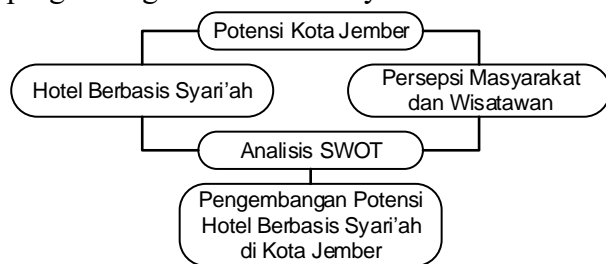 Potensi Kota Jember
Hotel Berbasis Syari'ah
Persepsi Masyarakat
dan Wisatawan
Analisis SWOT
Pengembangan Potensi
Hotel Berbasis Syari'ah
di Kota Jember